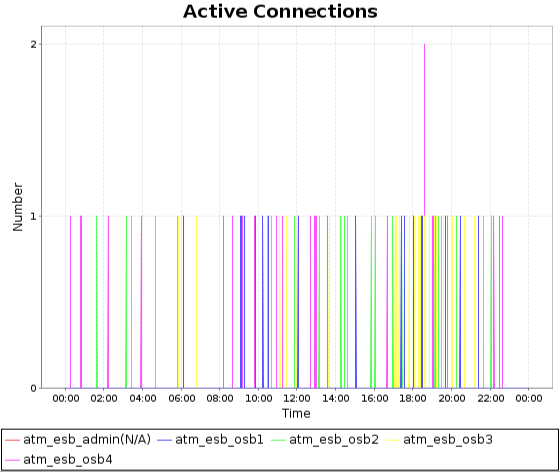 Active Connections
2
1
0
Number
00:00 02:00 04:00 06:00 08:00 10:00 12:00 14:00 16:00 18:00 20:00 22:00 00:00
Time
atm_esb_admin(N/A) atm_esb_osb1 atm_esb_osb2 atm_esb_osb3
atm_esb_osb4